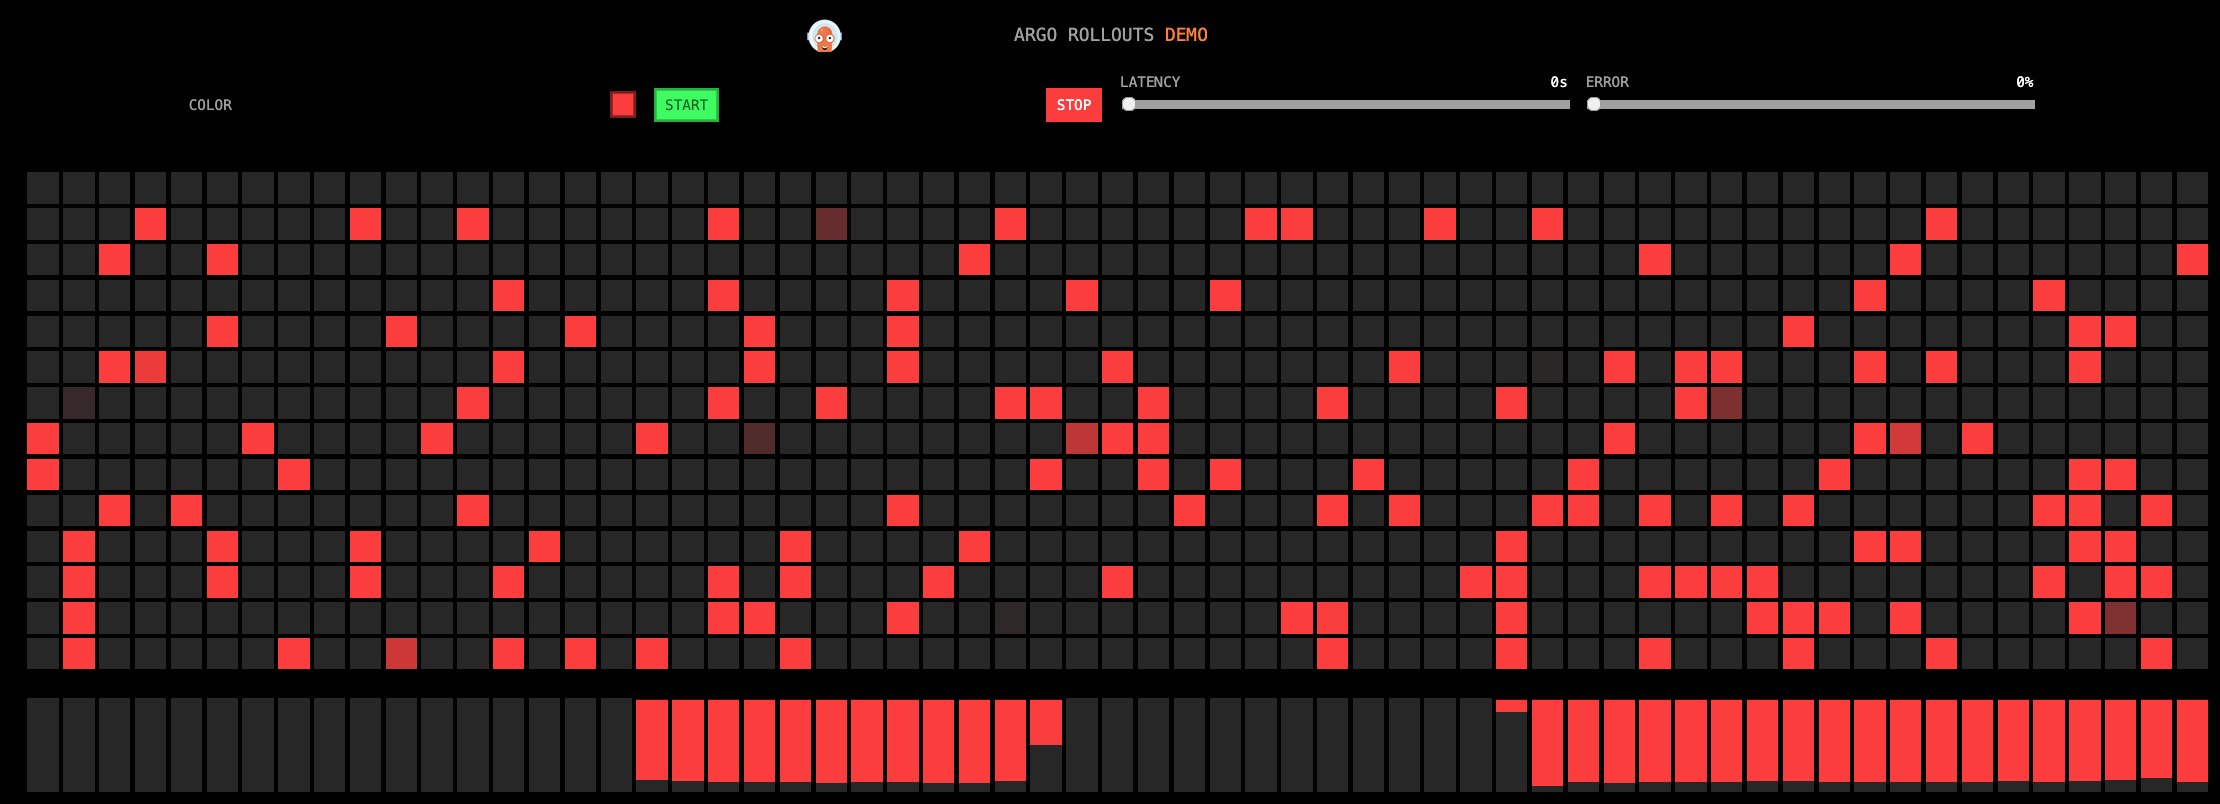 ARGO ROLLOUTS DEMO
COLOR
START
STOP
LATENCY 0s
ERROR 0%